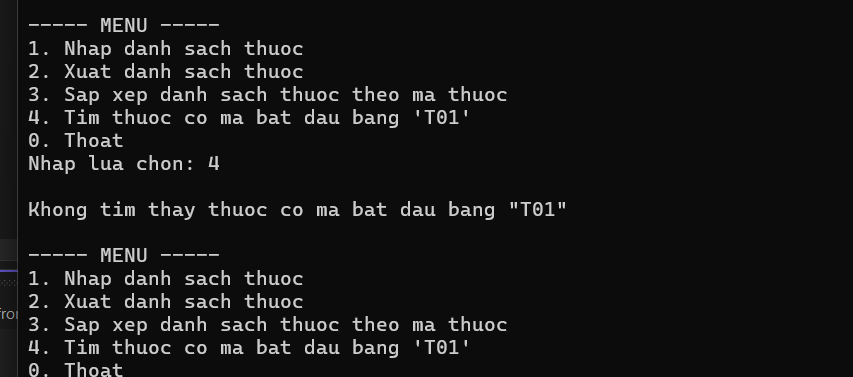 ----- MENU -----
1. Nhap danh sach thuoc
2. Xuat danh sach thuoc
3. Sap xep danh sach thuoc theo ma thuoc
4. Tim thuoc co ma bat dau bang 'T01'
0. Thoat
Nhap lua chon: 4
Khong tim thay thuoc co ma bat dau bang "T01"
----- MENU -----
1. Nhap danh sach thuoc
2. Xuat danh sach thuoc
3. Sap xep danh sach thuoc theo ma thuoc
4. Tim thuoc co ma bat dau bang 'T01'
0. Thoat